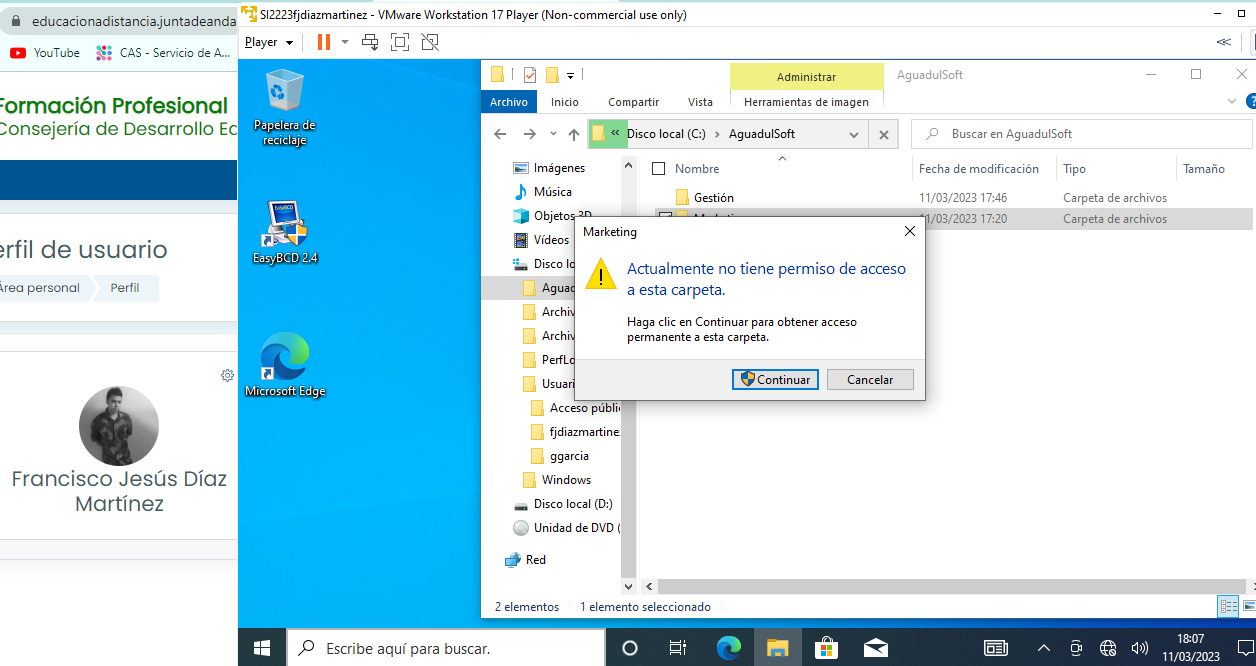 educacionadistancia.juntadeanda
YouTube
CAS - Servicio de A...
Formación Profesional
Consejería de Desarrollo Ec
erfil de usuario
Área personal
Perfil
Francisco Jesús Díaz
Martínez
SI2223fjdiazmartinez - VMware Workstation 17 Player (Non-commercial use only)
Player
Papelera de
reciclaje
EasyBCD
EasyBCD 2.4
Microsoft Edge
Administrar
AguadulSoft
Archivo
Inicio
Compartir
Vista
Herramientas de imagen
« Disco local (C:) › AguadulSoft
Buscar en AguadulSoft
Imágenes
Música
Objetos 3D
Vídeos
Disco lo
Aguad
Archiv
Archiv
PerfLo
Usuari
Acceso públic
fjdiazmartine
ggarcia
Windows
Disco local (D:)
Unidad de DVD (
Red
Nombre
Fecha de modificación
Tipo
Tamaño
Gestión
11/03/2023 17:46
Carpeta de archivos
11/03/2023 17:20
Carpeta de archivos
Marketing
Actualmente no tiene permiso de acceso
a esta carpeta.
Haga clic en Continuar para obtener acceso
permanente a esta carpeta.
Continuar
Cancelar
2 elementos
1 elemento seleccionado
Escribe aquí para buscar.
18:07
11/03/2023